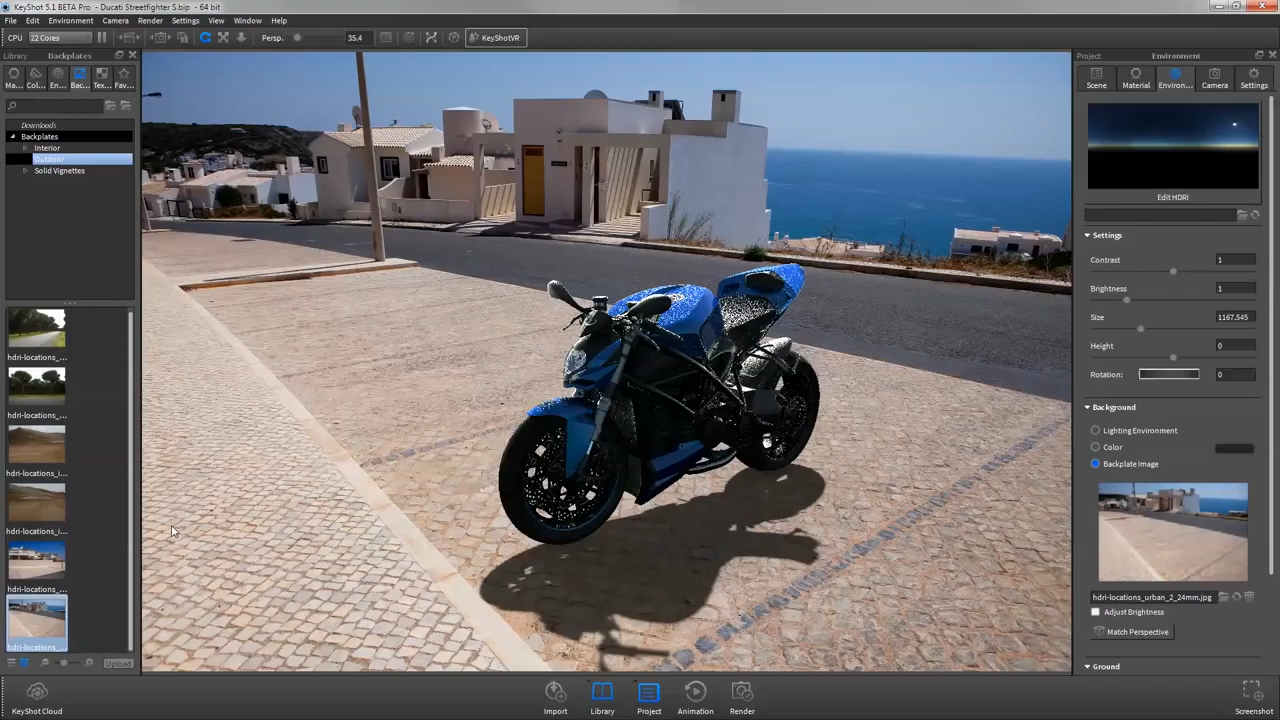 KeyShot 5.1 BETA Pro - Ducati Streetfighter S.bip - 64 bit
File Edit Environment Camera Render Settings View Window Help
CPU 22 Cores Persp. 35.4 KeyShotVR
Library Backplates
Ma... Col... En... Bac... Tex... Fav...
Downloads
Backplates
Interior
Outdoor
Solid Vignettes
hdri-locations_...
hdri-locations_...
hdri-locations_i...
hdri-locations_i...
hdri-locations_...
hdri-locations_...
Upload
Project Environment
Scene Material Environ... Camera Settings
Edit HDRI
Settings
Contrast 1
Brightness 1
Size 1167.545
Height 0
Rotation: 0
Background
Lighting Environment
Color
Backplate Image
hdri-locations_urban_2_24mm.jpg
Adjust Brightness
Match Perspective
Ground
KeyShot Cloud Import Library Project Animation Render Screenshot